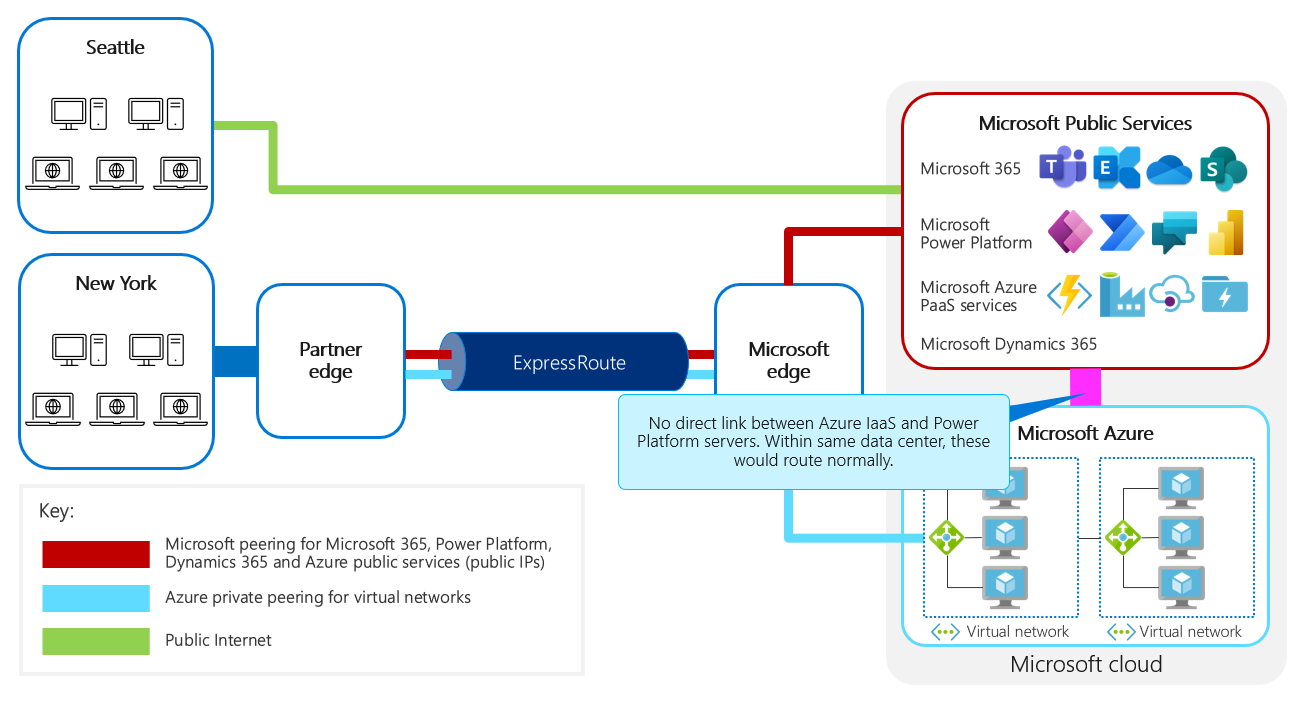 Seattle
New York
Partner
edge
ExpressRoute
Microsoft
edge
Microsoft Public Services
Microsoft 365
T
E
S
Microsoft
Power Platform
Microsoft Azure
PaaS services
Microsoft Dynamics 365
No direct link between Azure IaaS and Power
Platform servers. Within same data center, these
would route normally.
Microsoft Azure
Virtual network
Virtual network
Microsoft cloud
Key:
Microsoft peering for Microsoft 365, Power Platform,
Dynamics 365 and Azure public services (public IPs)
Azure private peering for virtual networks
Public Internet